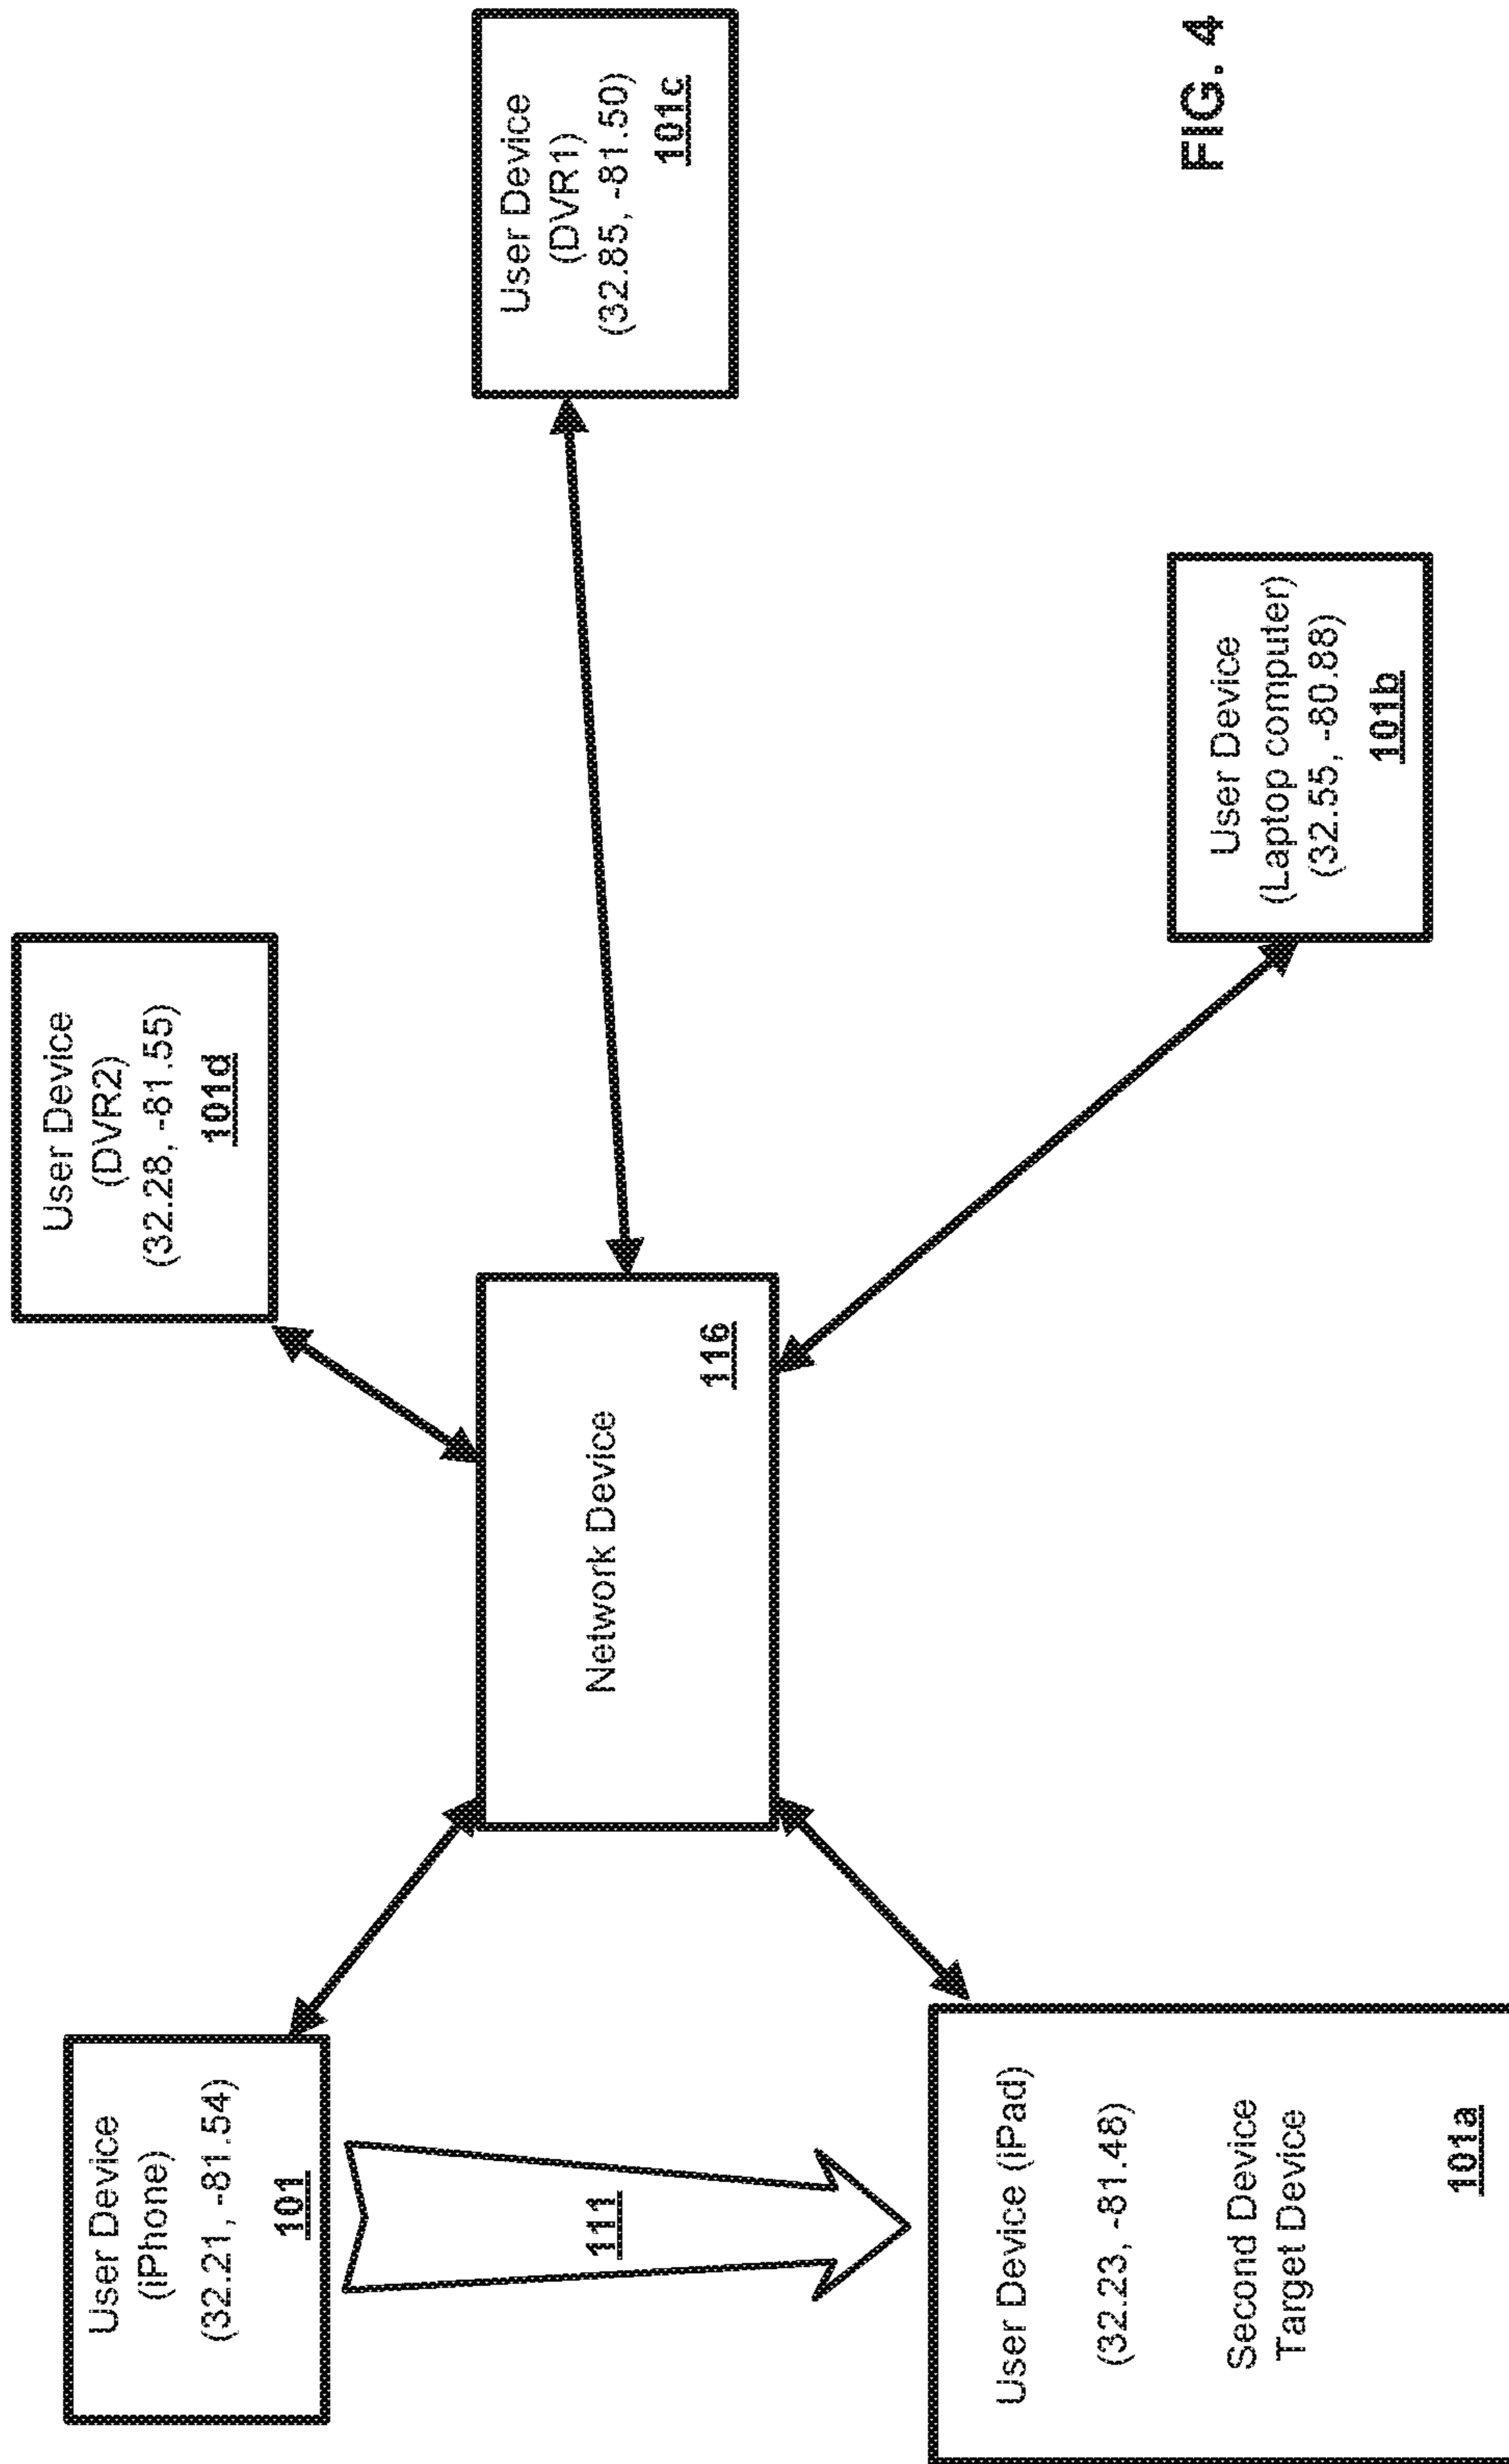 User Device
(iPhone)
(32.21, -81.54)
101
111
User Device (iPad)
(32.23, -81.48)
Second Device
Target Device
101a
Network Device
116
User Device
(DVR2)
(32.28, -81.55)
101d
User Device
(DVR1)
(32.85, -81.50)
101c
User Device
(Laptop computer)
(32.55, -80.88)
101b
FIG. 4